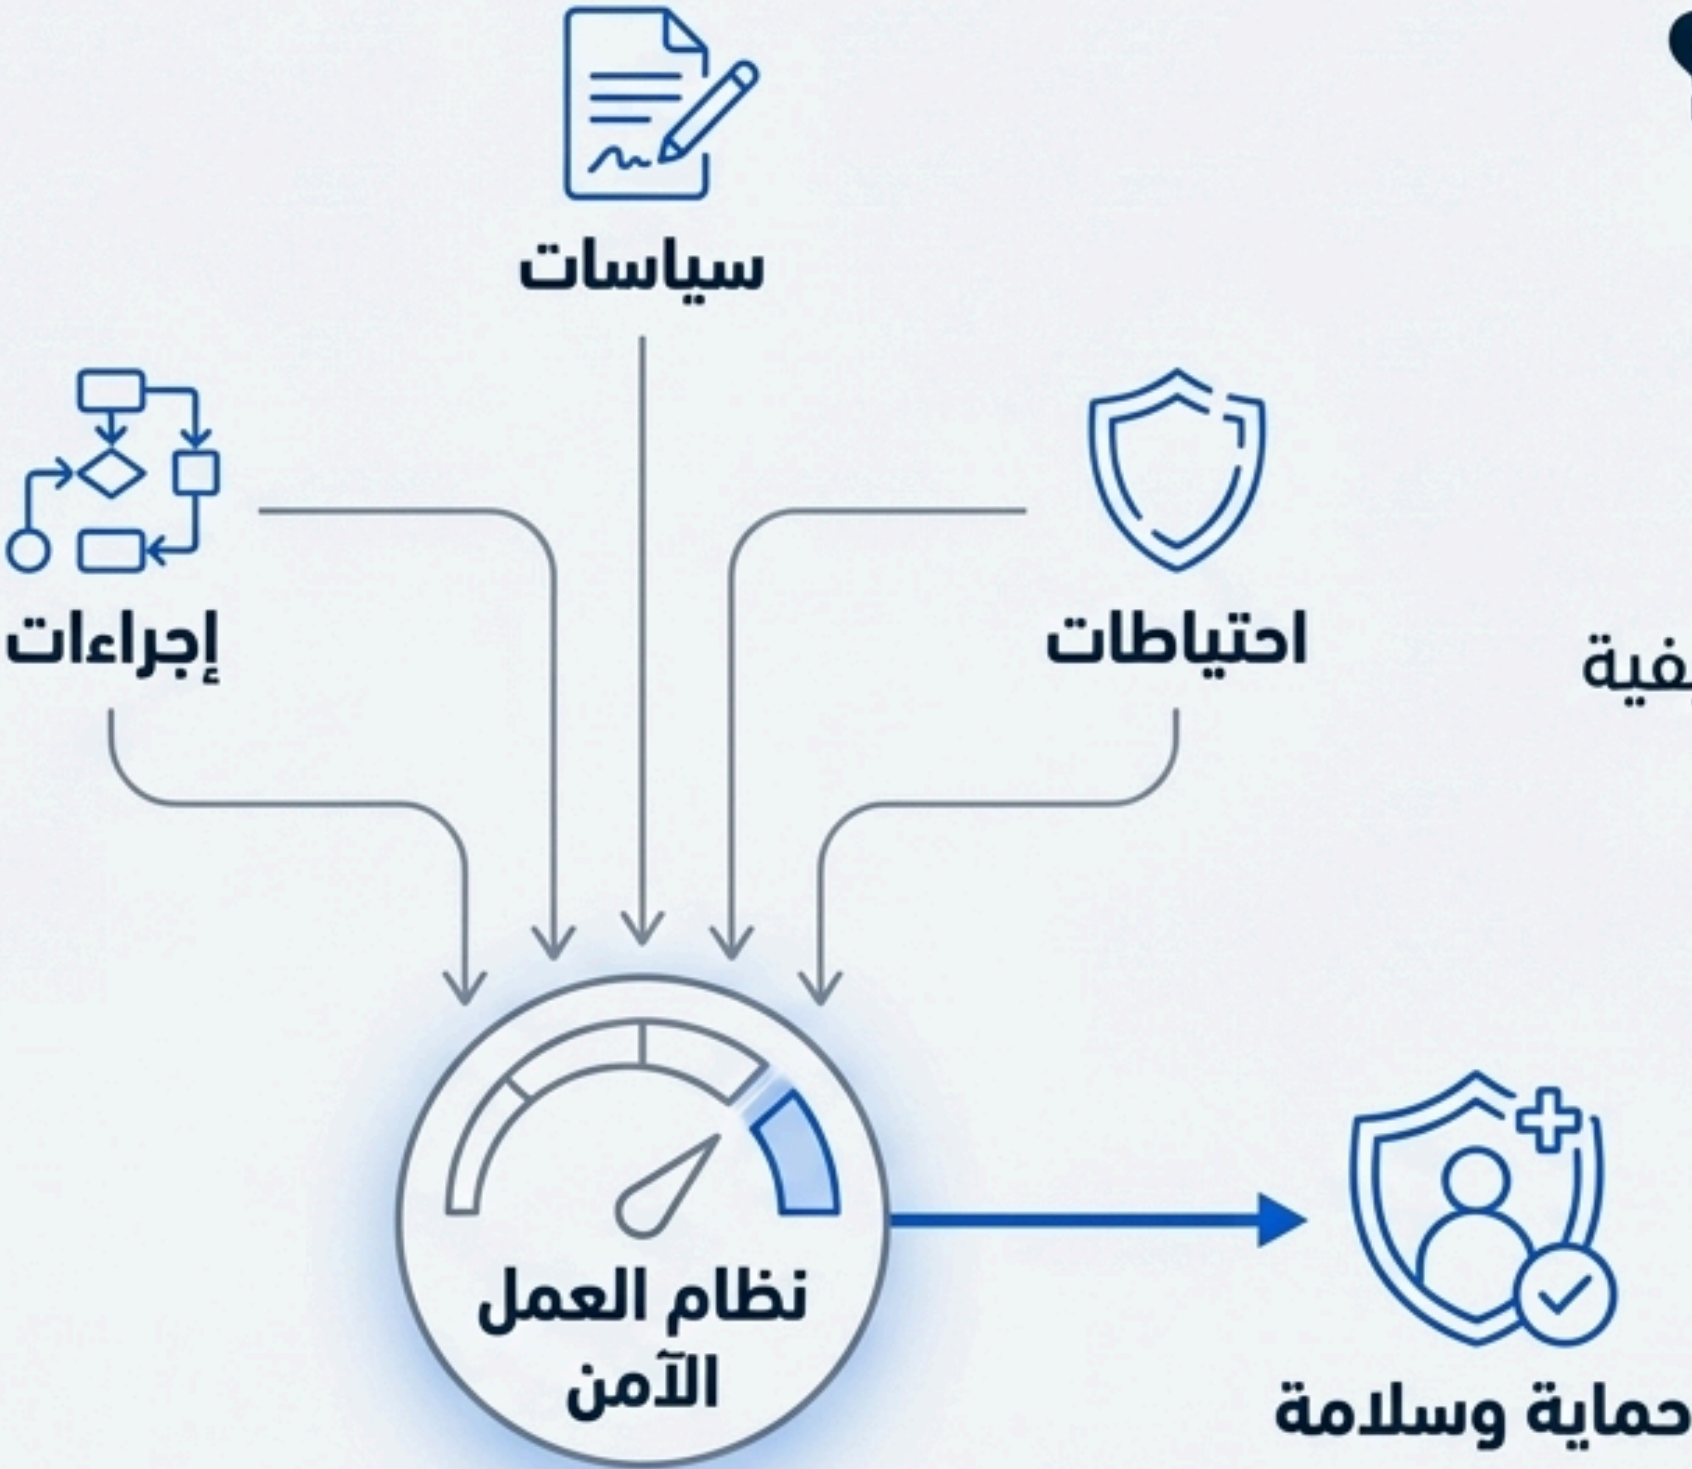 سياسات
احتياطات
إجراءات
نظام العمل
الآمن
حماية وسلامة